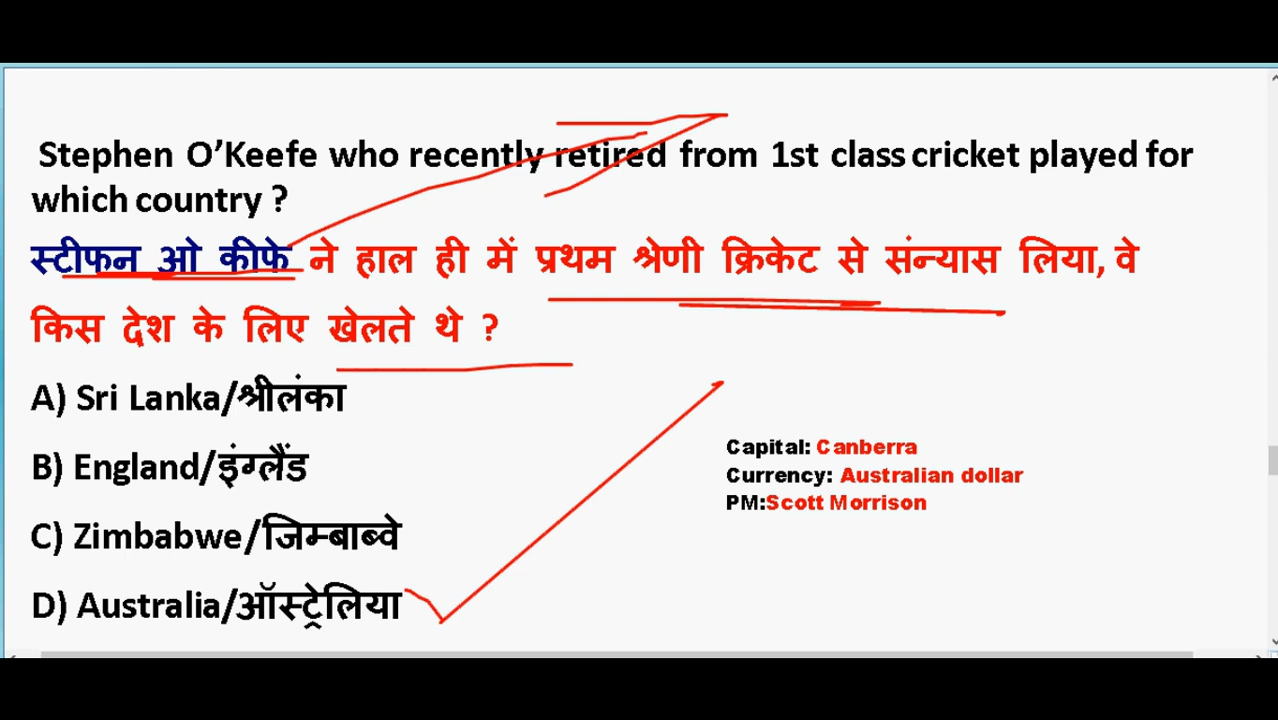 Stephen O’Keefe who recently retired from 1st class cricket played for
which country ?
स्टीफन ओ कीफे ने हाल ही में प्रथम श्रेणी क्रिकेट से संन्यास लिया, वे
किस देश के लिए खेलते थे ?
A) Sri Lanka/श्रीलंका
B) England/इंग्लैंड
C) Zimbabwe/जिम्बाब्वे
D) Australia/ऑस्ट्रेलिया
Capital: Canberra
Currency: Australian dollar
PM:Scott Morrison